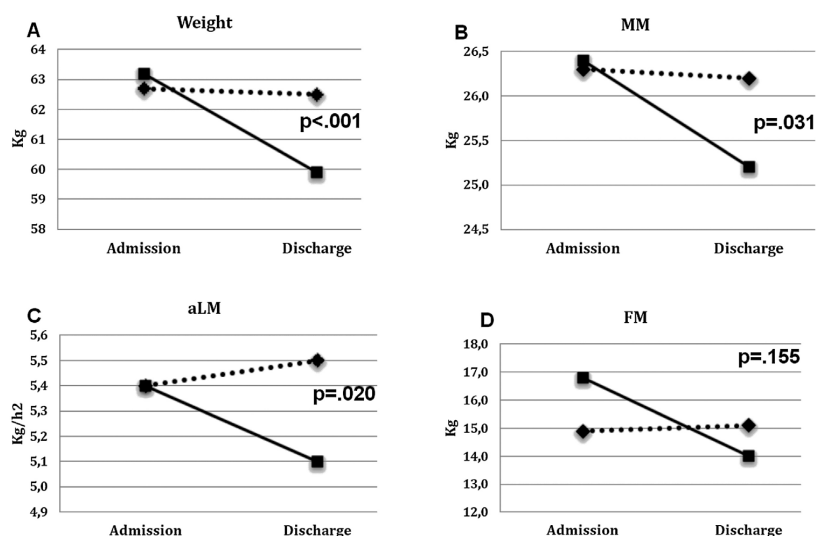 A
Weight
64
63
62
61
60
59
58
Kg
p<.001
Admission
Discharge
B
MM
26,5
26,0
25,5
25,0
24,5
Kg
p=.031
Admission
Discharge
C
aLM
5,6
5,5
5,4
5,3
5,2
5,1
5,0
4,9
Kg/h2
p=.020
Admission
Discharge
D
FM
18,0
17,0
16,0
15,0
14,0
13,0
12,0
Kg
p=.155
Admission
Discharge